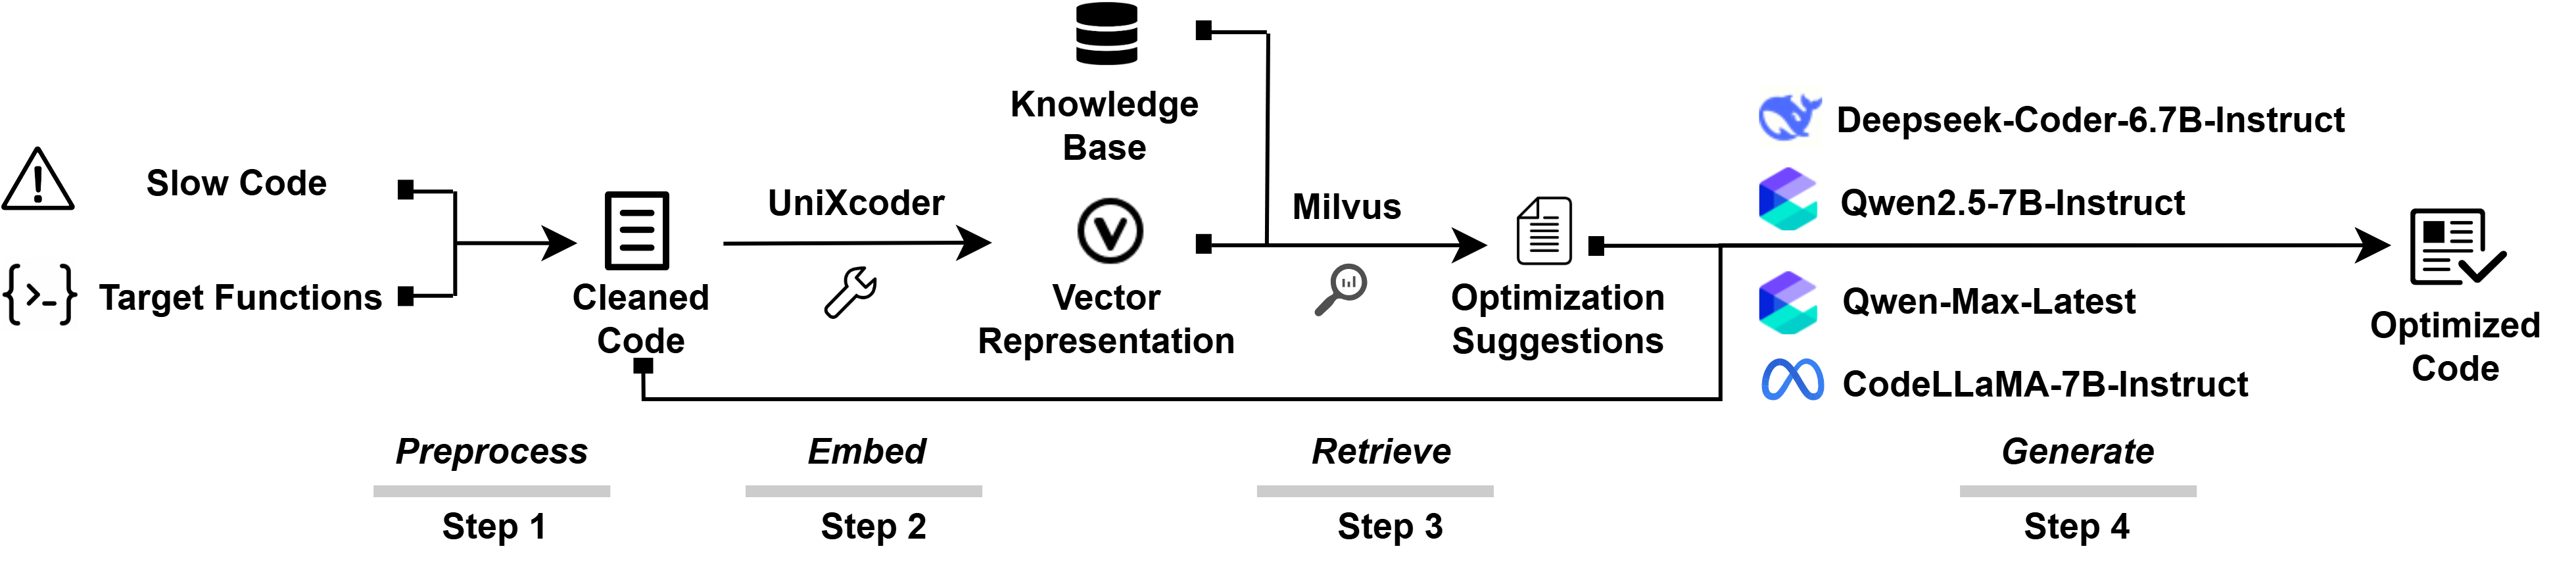 Slow Code
Target Functions
Cleaned
Code
UniXcoder
Knowledge
Base
Vector
Representation
Milvus
Optimization
Suggestions
Deepseek-Coder-6.7B-Instruct
Qwen2.5-7B-Instruct
Qwen-Max-Latest
CodeLLaMA-7B-Instruct
Optimized
Code
Preprocess
Step 1
Embed
Step 2
Retrieve
Step 3
Generate
Step 4